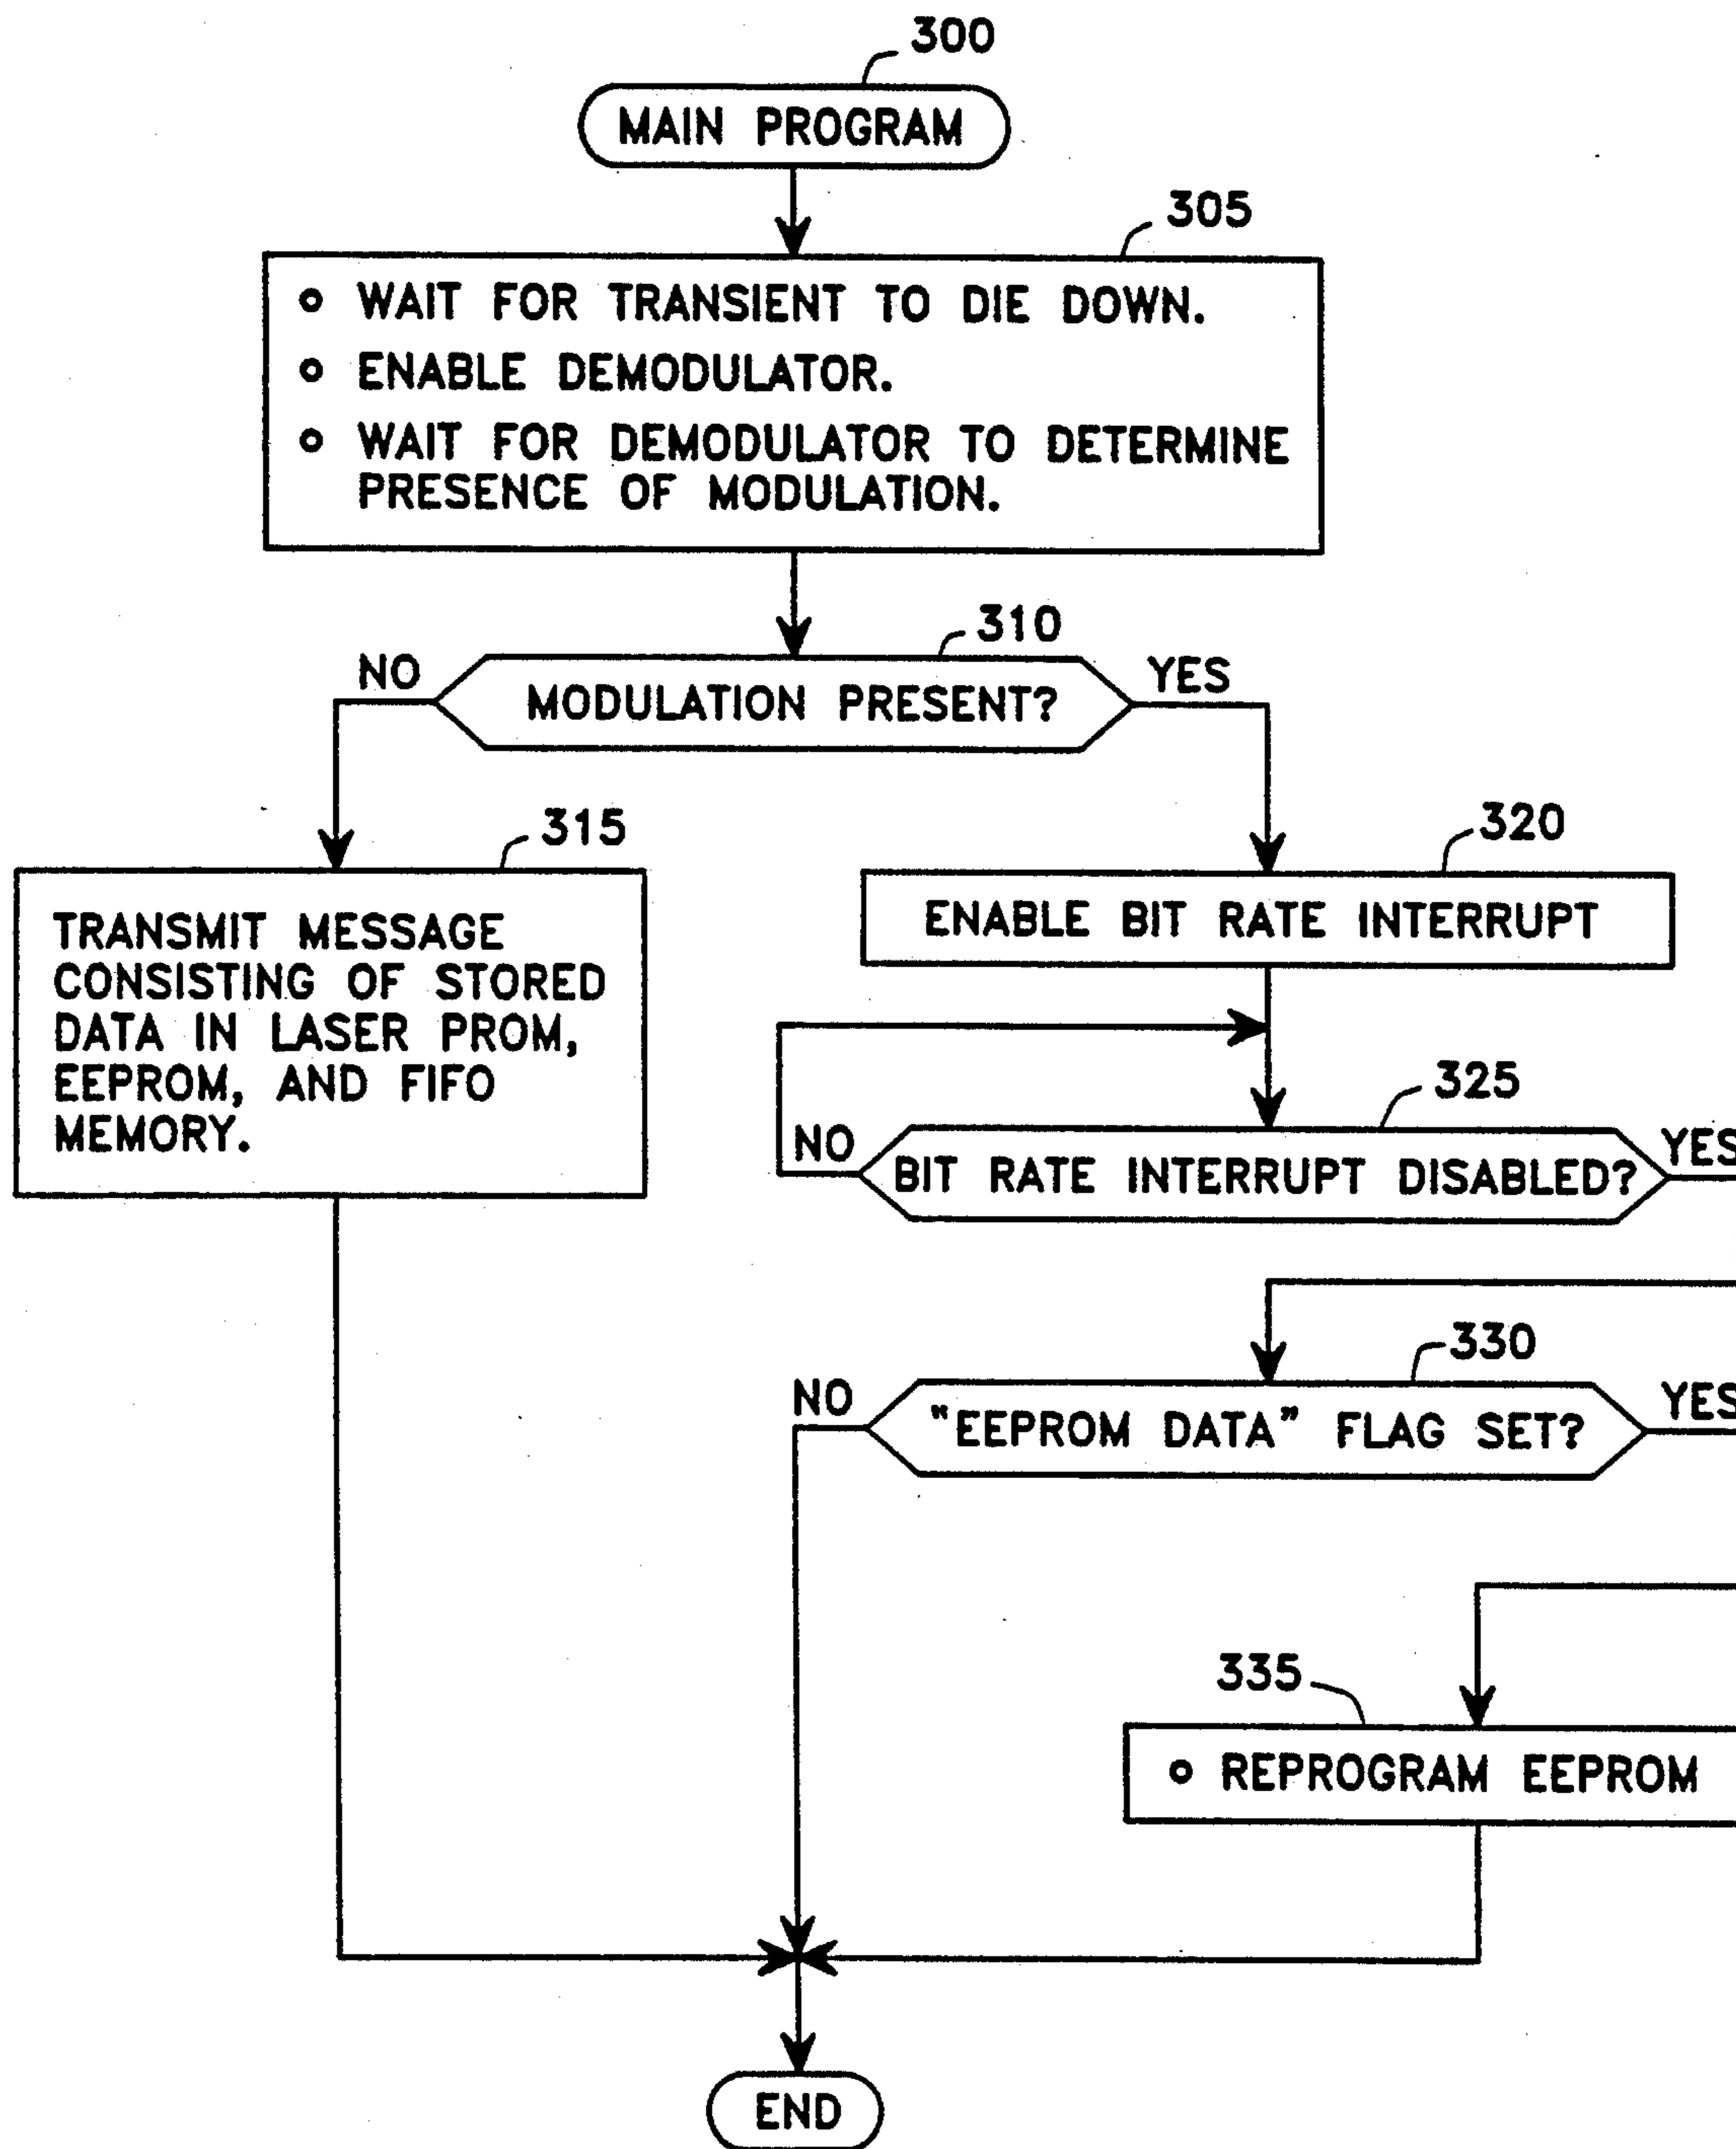 300
MAIN PROGRAM
305
o WAIT FOR TRANSIENT TO DIE DOWN.
o ENABLE DEMODULATOR.
o WAIT FOR DEMODULATOR TO DETERMINE
PRESENCE OF MODULATION.
310
NO
MODULATION PRESENT?
YES
315
TRANSMIT MESSAGE
CONSISTING OF STORED
DATA IN LASER PROM,
EEPROM, AND FIFO
MEMORY.
320
ENABLE BIT RATE INTERRUPT
325
NO
BIT RATE INTERRUPT DISABLED?
YES
330
NO
"EEPROM DATA" FLAG SET?
YES
335
o REPROGRAM EEPROM
END